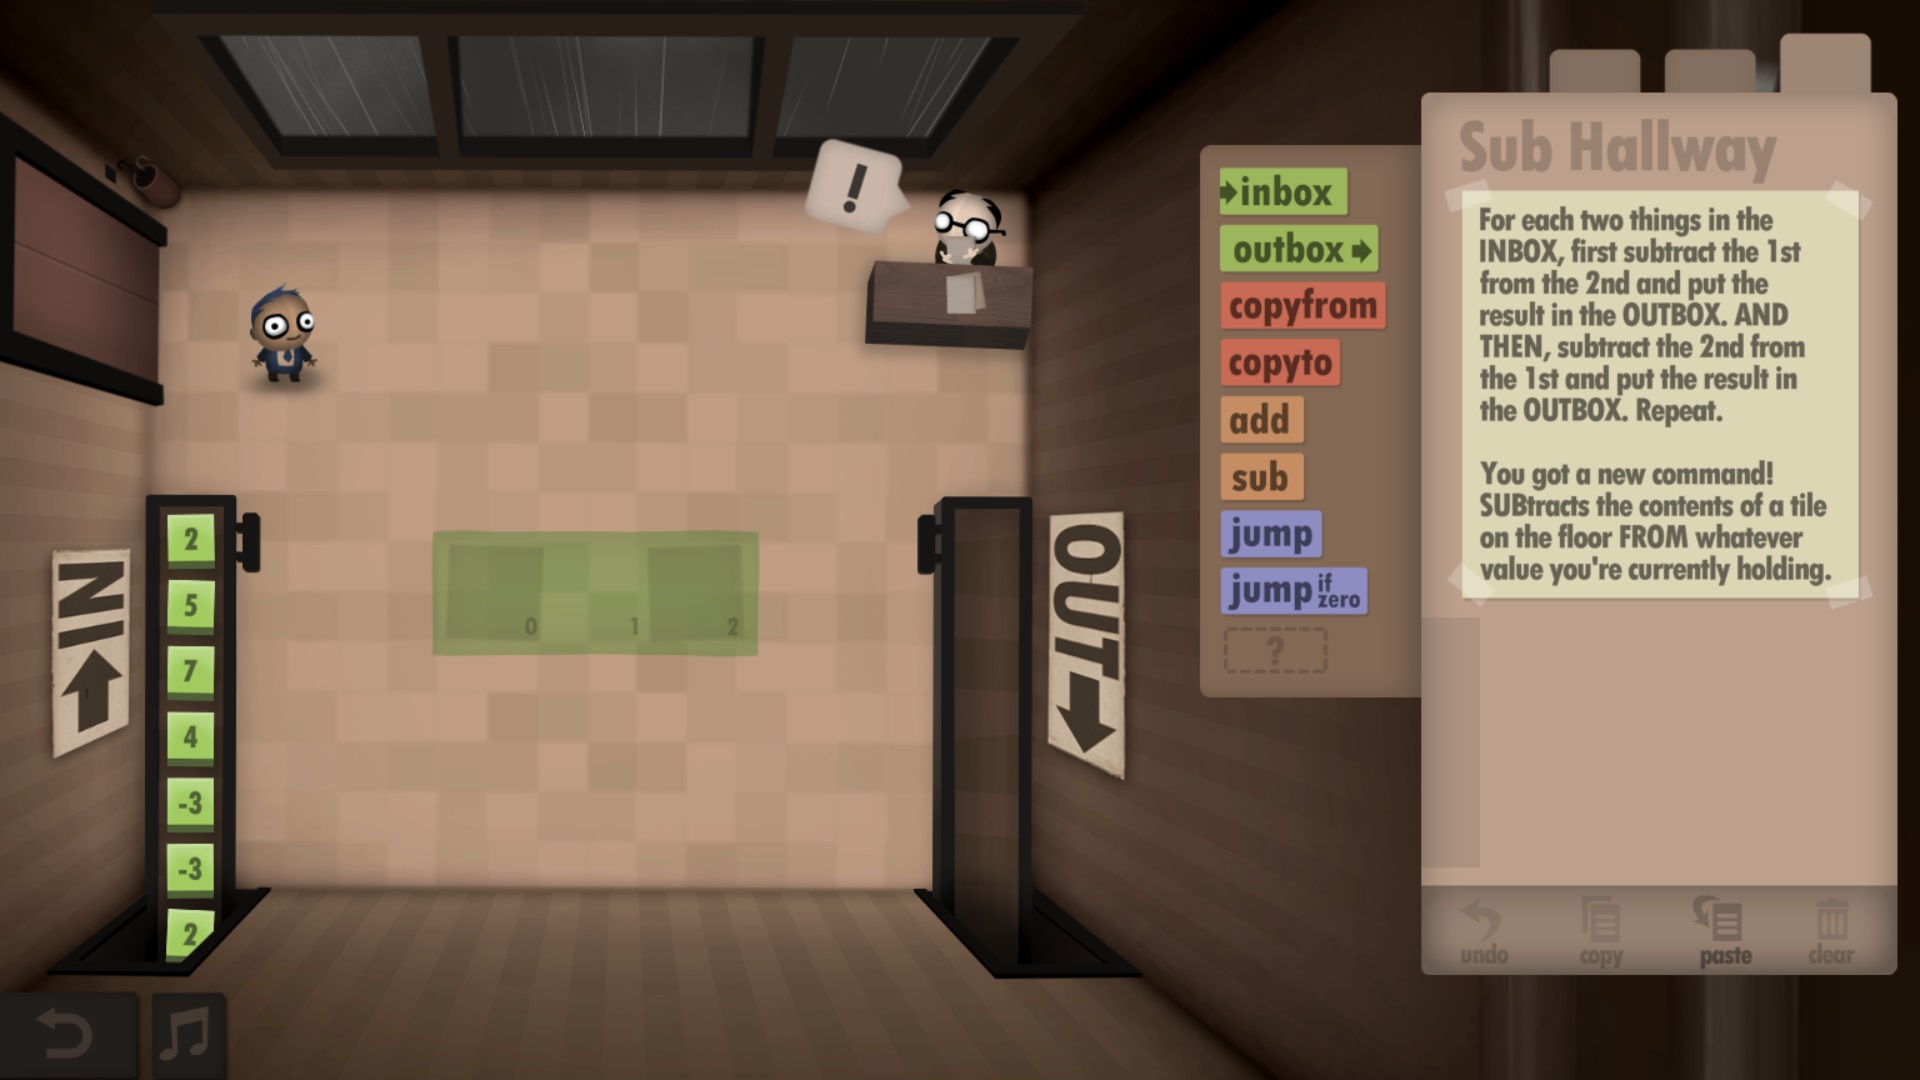 Sub Hallway
For each two things in the
INBOX, first subtract the 1st
from the 2nd and put the
result in the OUTBOX. AND
THEN, subtract the 2nd from
the 1st and put the result in
the OUTBOX. Repeat.
You got a new command!
SUBtracts the contents of a tile
on the floor FROM whatever
value you're currently holding.
inbox
outbox
copyfrom
copyto
add
sub
jump
jump if zero
?
!
IN
2
5
7
4
-3
-3
2
0
1
2
OUT
undo
copy
paste
clear